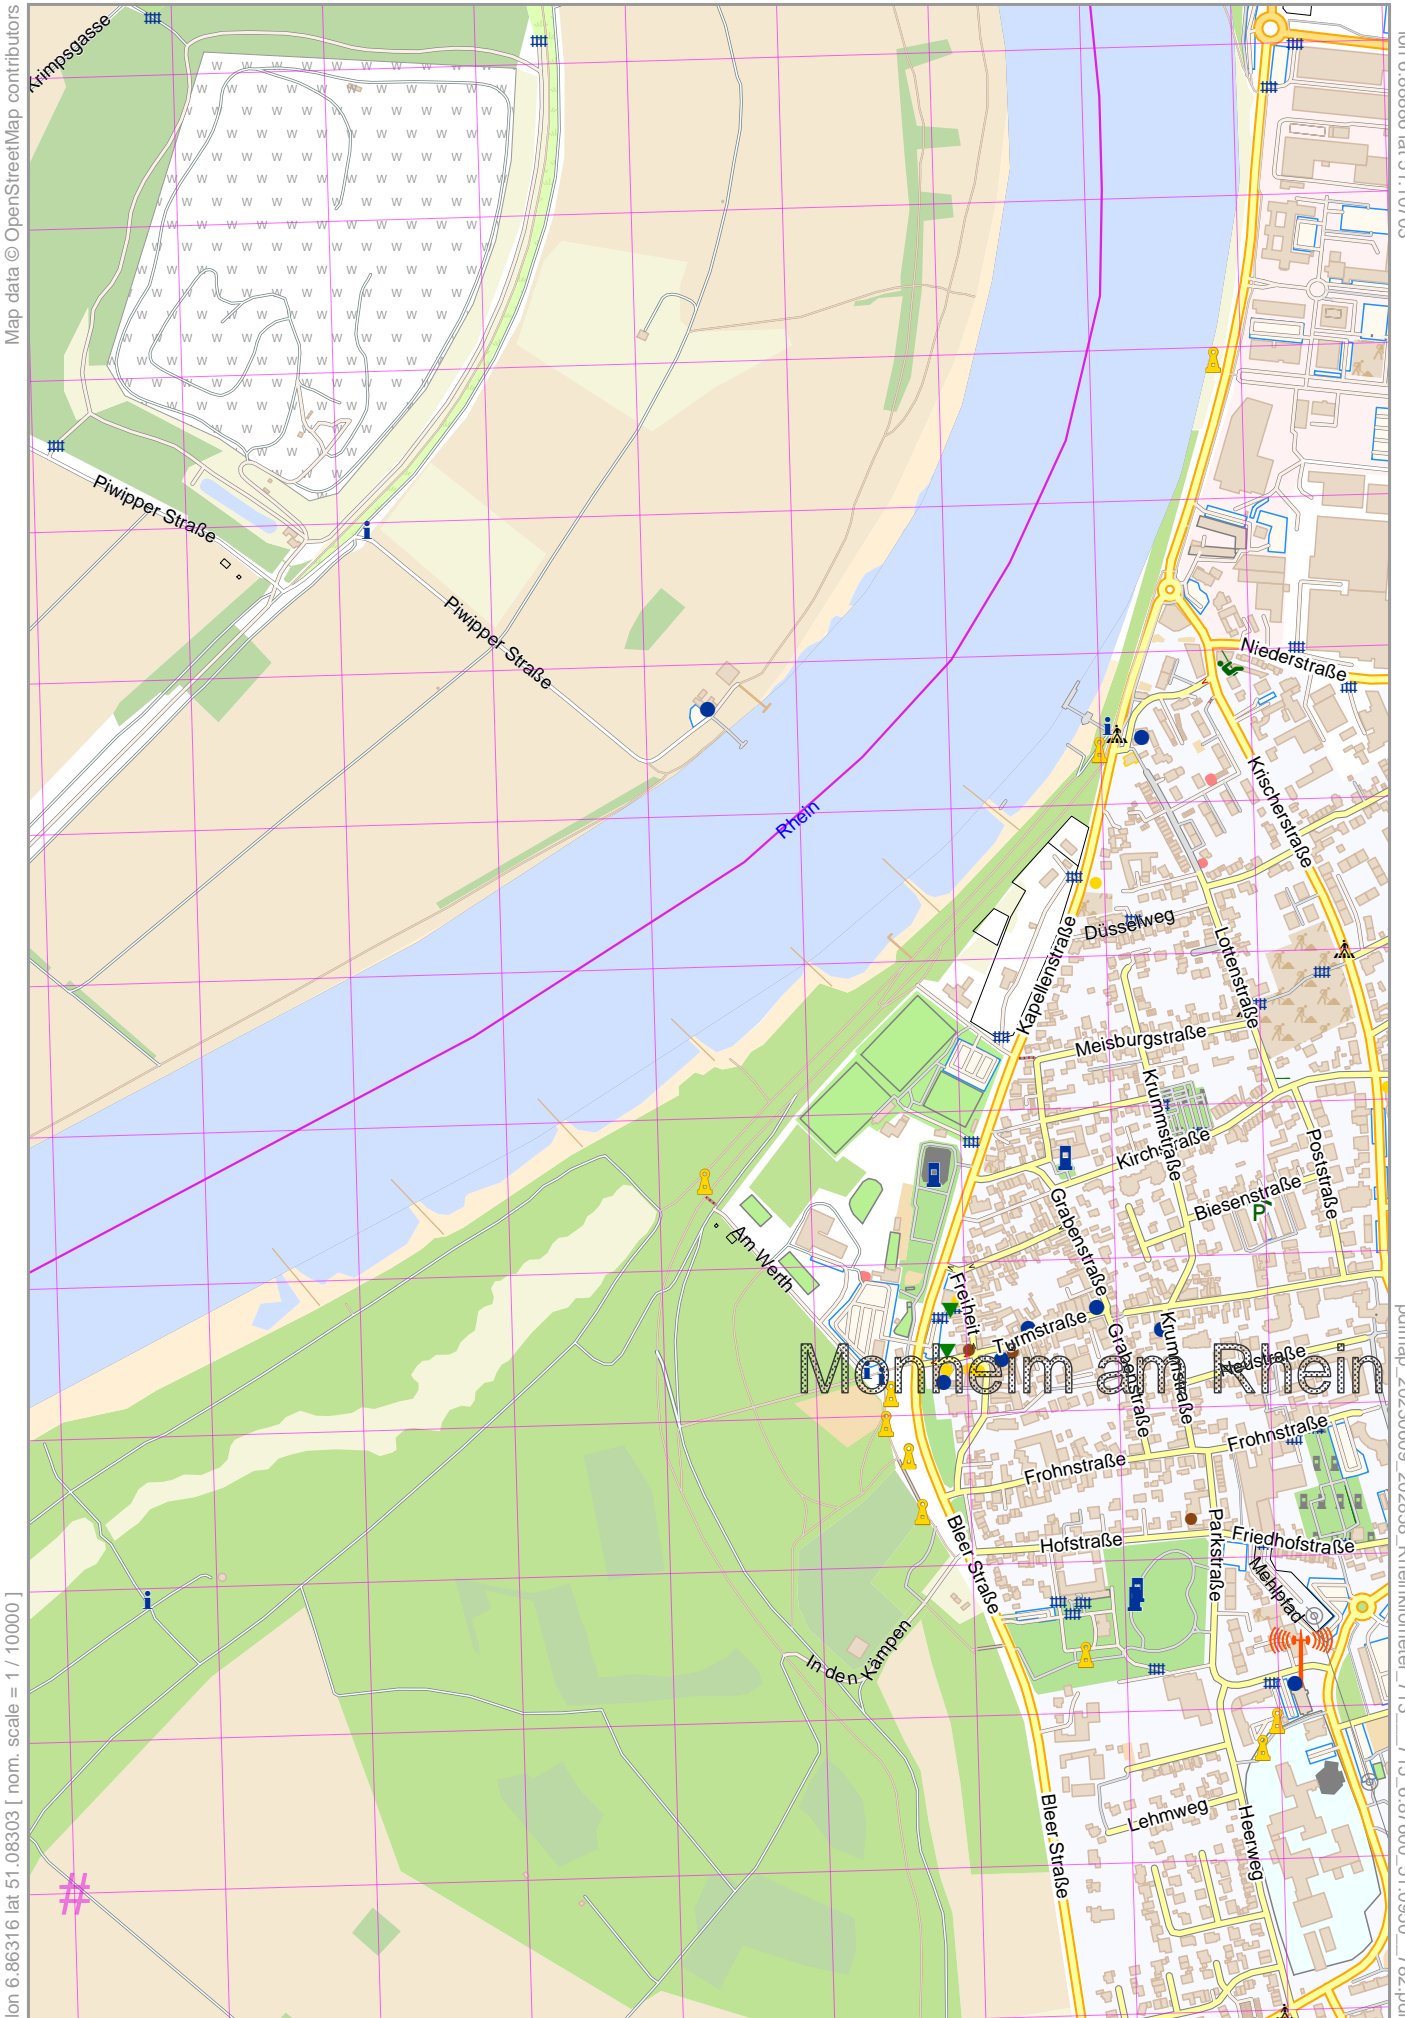 Map data © OpenStreetMap contributors
Krimpsgasse
Piwipper Straße
Piwipper Straße
Niederstraße
Krischerstraße
Rhein
Düsselweg
Lottenstraße
Kapellenstraße
Meisburgstraße
Krummstraße
Kirchstraße
Poststraße
Biesenstraße
P
Grabenstraße
Am Werth
Freiheit
Turmstraße
Monheim am Rhein
Grabenstraße
Krummstraße
Neustraße
Frohnstraße
Frohnstraße
Bleer Straße
Hofstraße
Parkstraße
Friedhofstraße
Mehlpfad
In den Kämpen
Bleer Straße
Lehmweg
Heerweg
#
lon 6.86316 lat 51.08303 [ nom. scale = 1 / 10000 ]